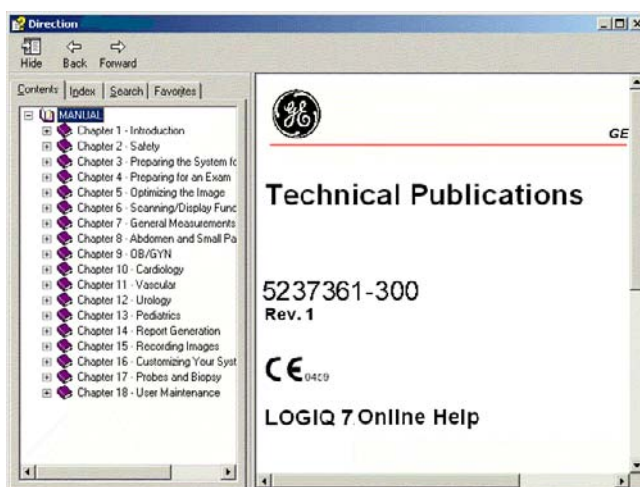 Direction
Hide Back Forward
Contents Index Search Favorites
MANUAL
Chapter 1 - Introduction
Chapter 2 - Safety
Chapter 3 - Preparing the System fo
Chapter 4 - Preparing for an Exam
Chapter 5 - Optimizing the Image
Chapter 6 - Scanning/Display Func
Chapter 7 - General Measurements
Chapter 8 - Abdomen and Small Pa
Chapter 9 - OB/GYN
Chapter 10 - Cardiology
Chapter 11 - Vascular
Chapter 12 - Urology
Chapter 13 - Pediatrics
Chapter 14 - Report Generation
Chapter 15 - Recording Images
Chapter 16 - Customizing Your Syst
Chapter 17 - Probes and Biopsy
Chapter 18 - User Maintenance
GE
GE
Technical Publications
5237361-300
Rev. 1
CE 0459
LOGIQ 7 Online Help